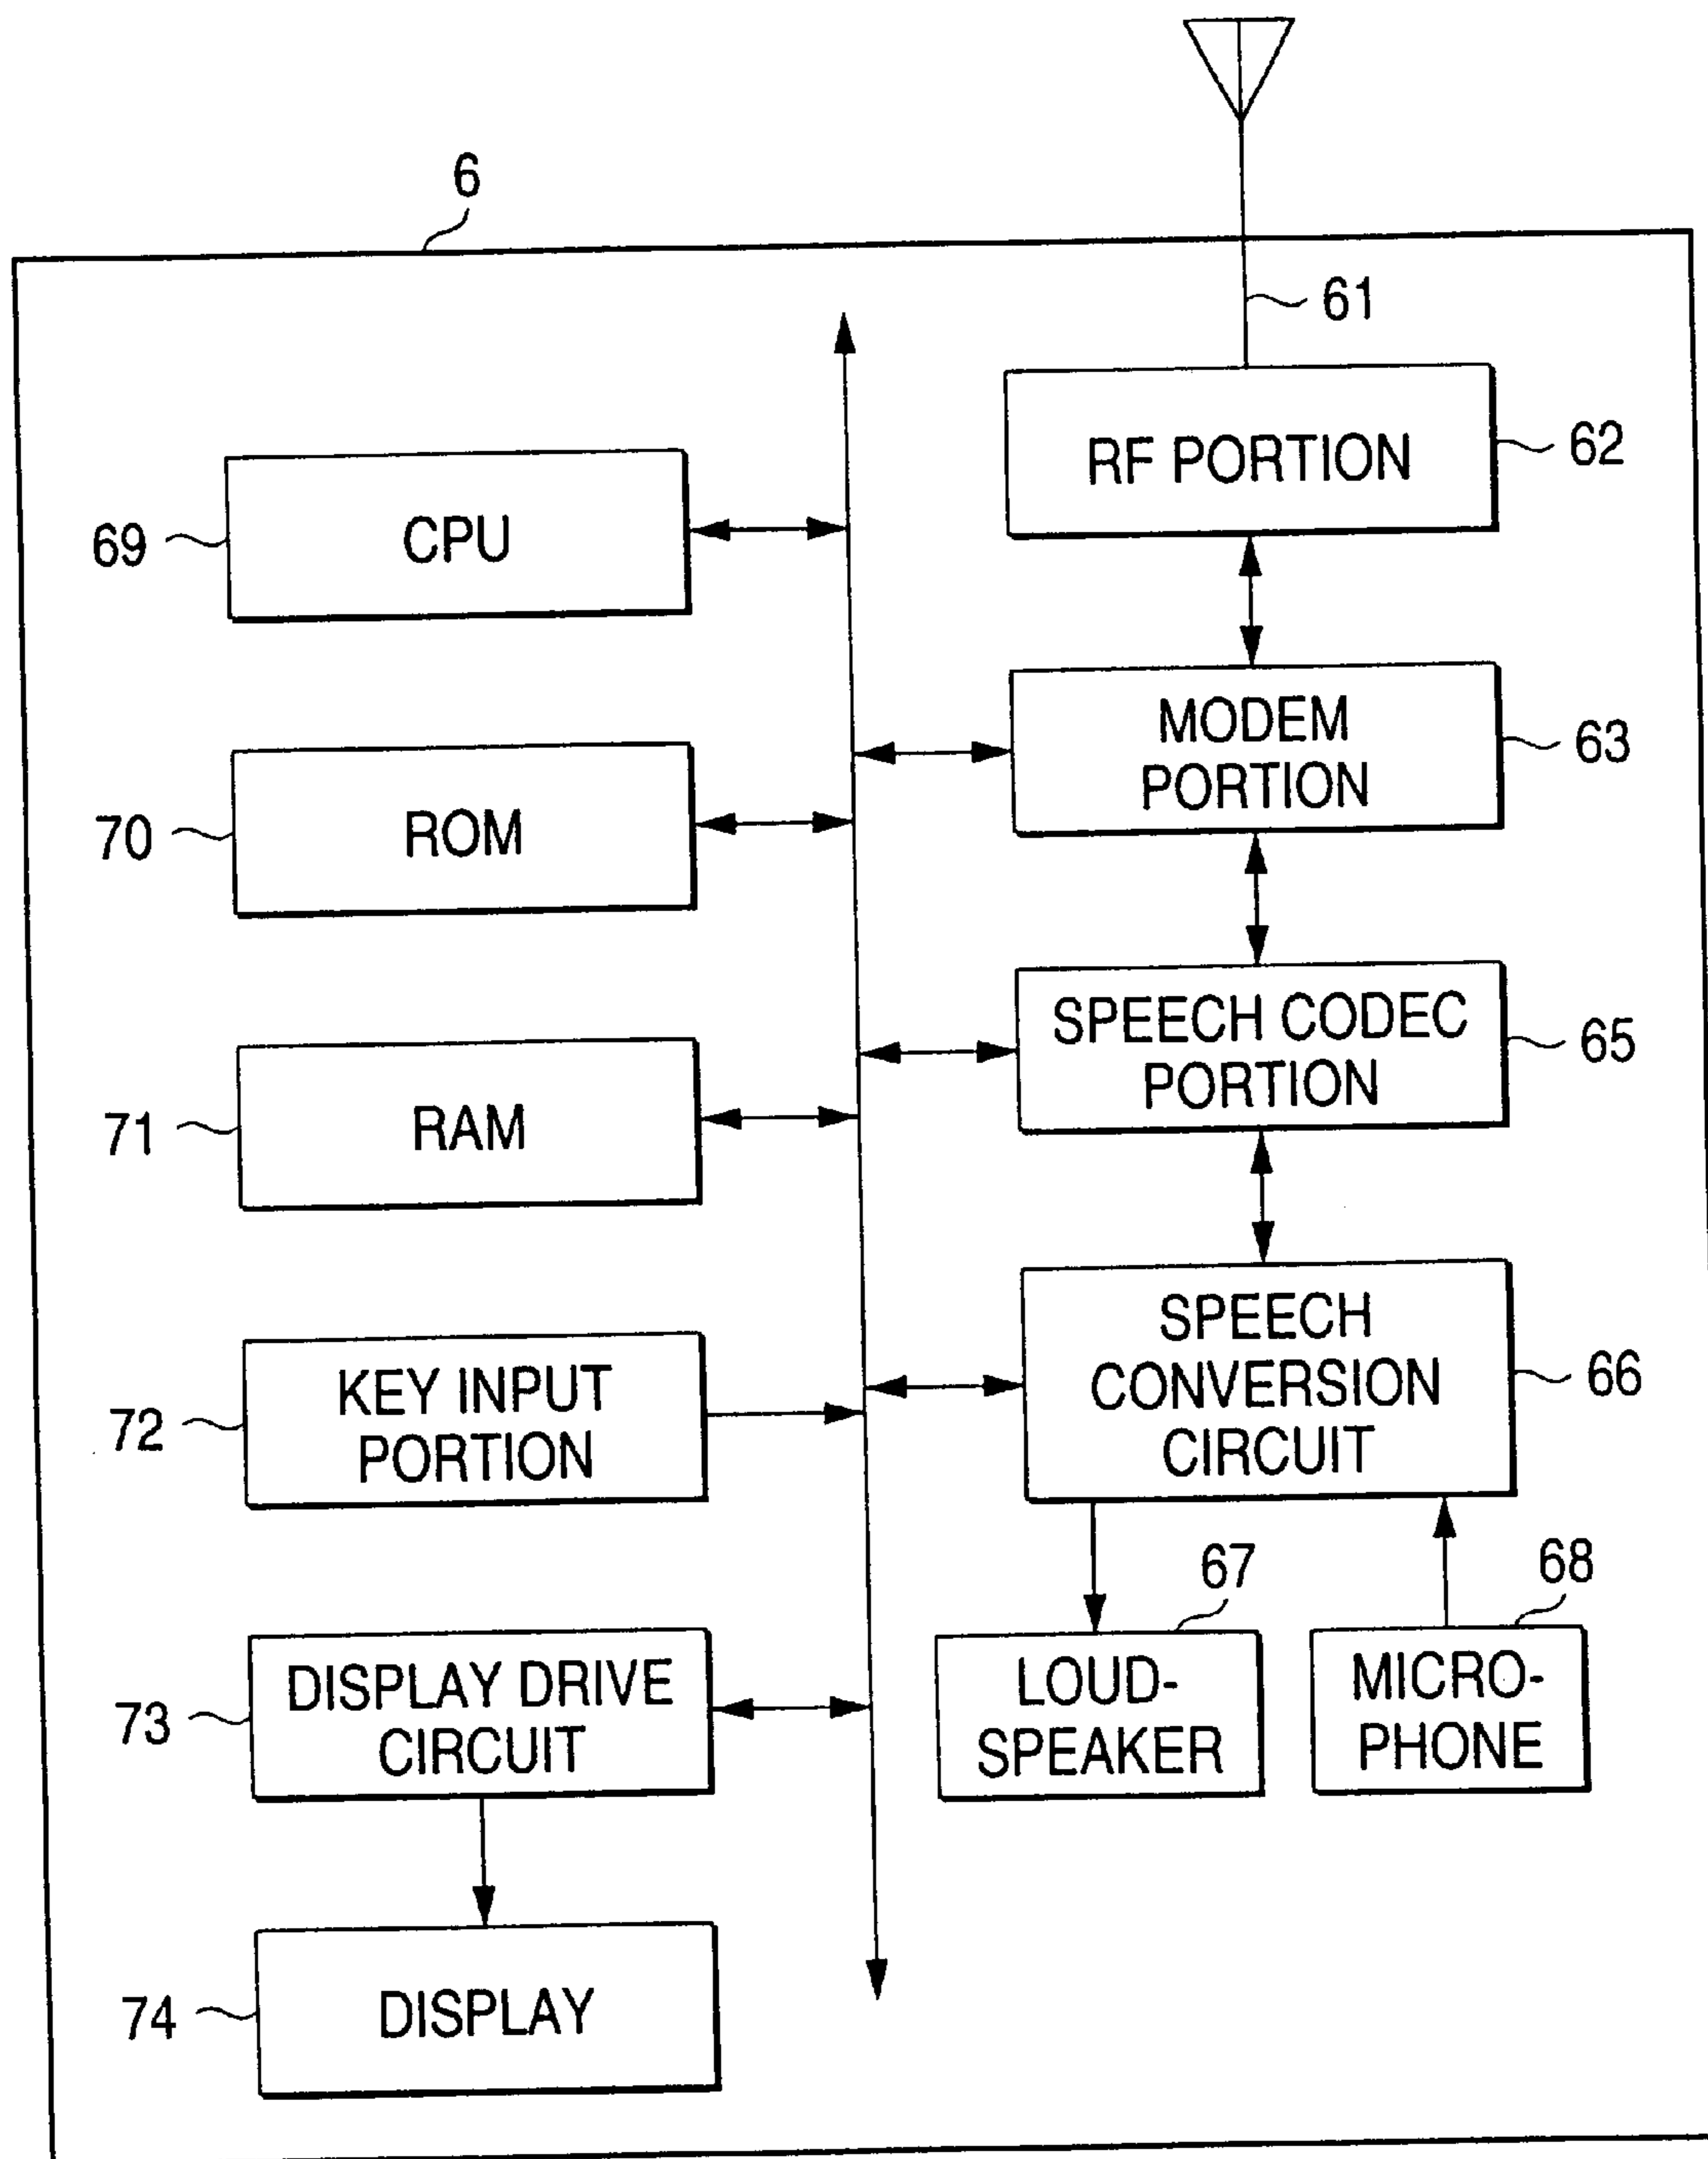 6
61
RF PORTION
62
69
CPU
MODEM
PORTION
63
70
ROM
SPEECH CODEC
PORTION
65
71
RAM
SPEECH
CONVERSION
CIRCUIT
66
72
KEY INPUT
PORTION
67
68
73
DISPLAY DRIVE
CIRCUIT
LOUD-
SPEAKER
MICRO-
PHONE
74
DISPLAY